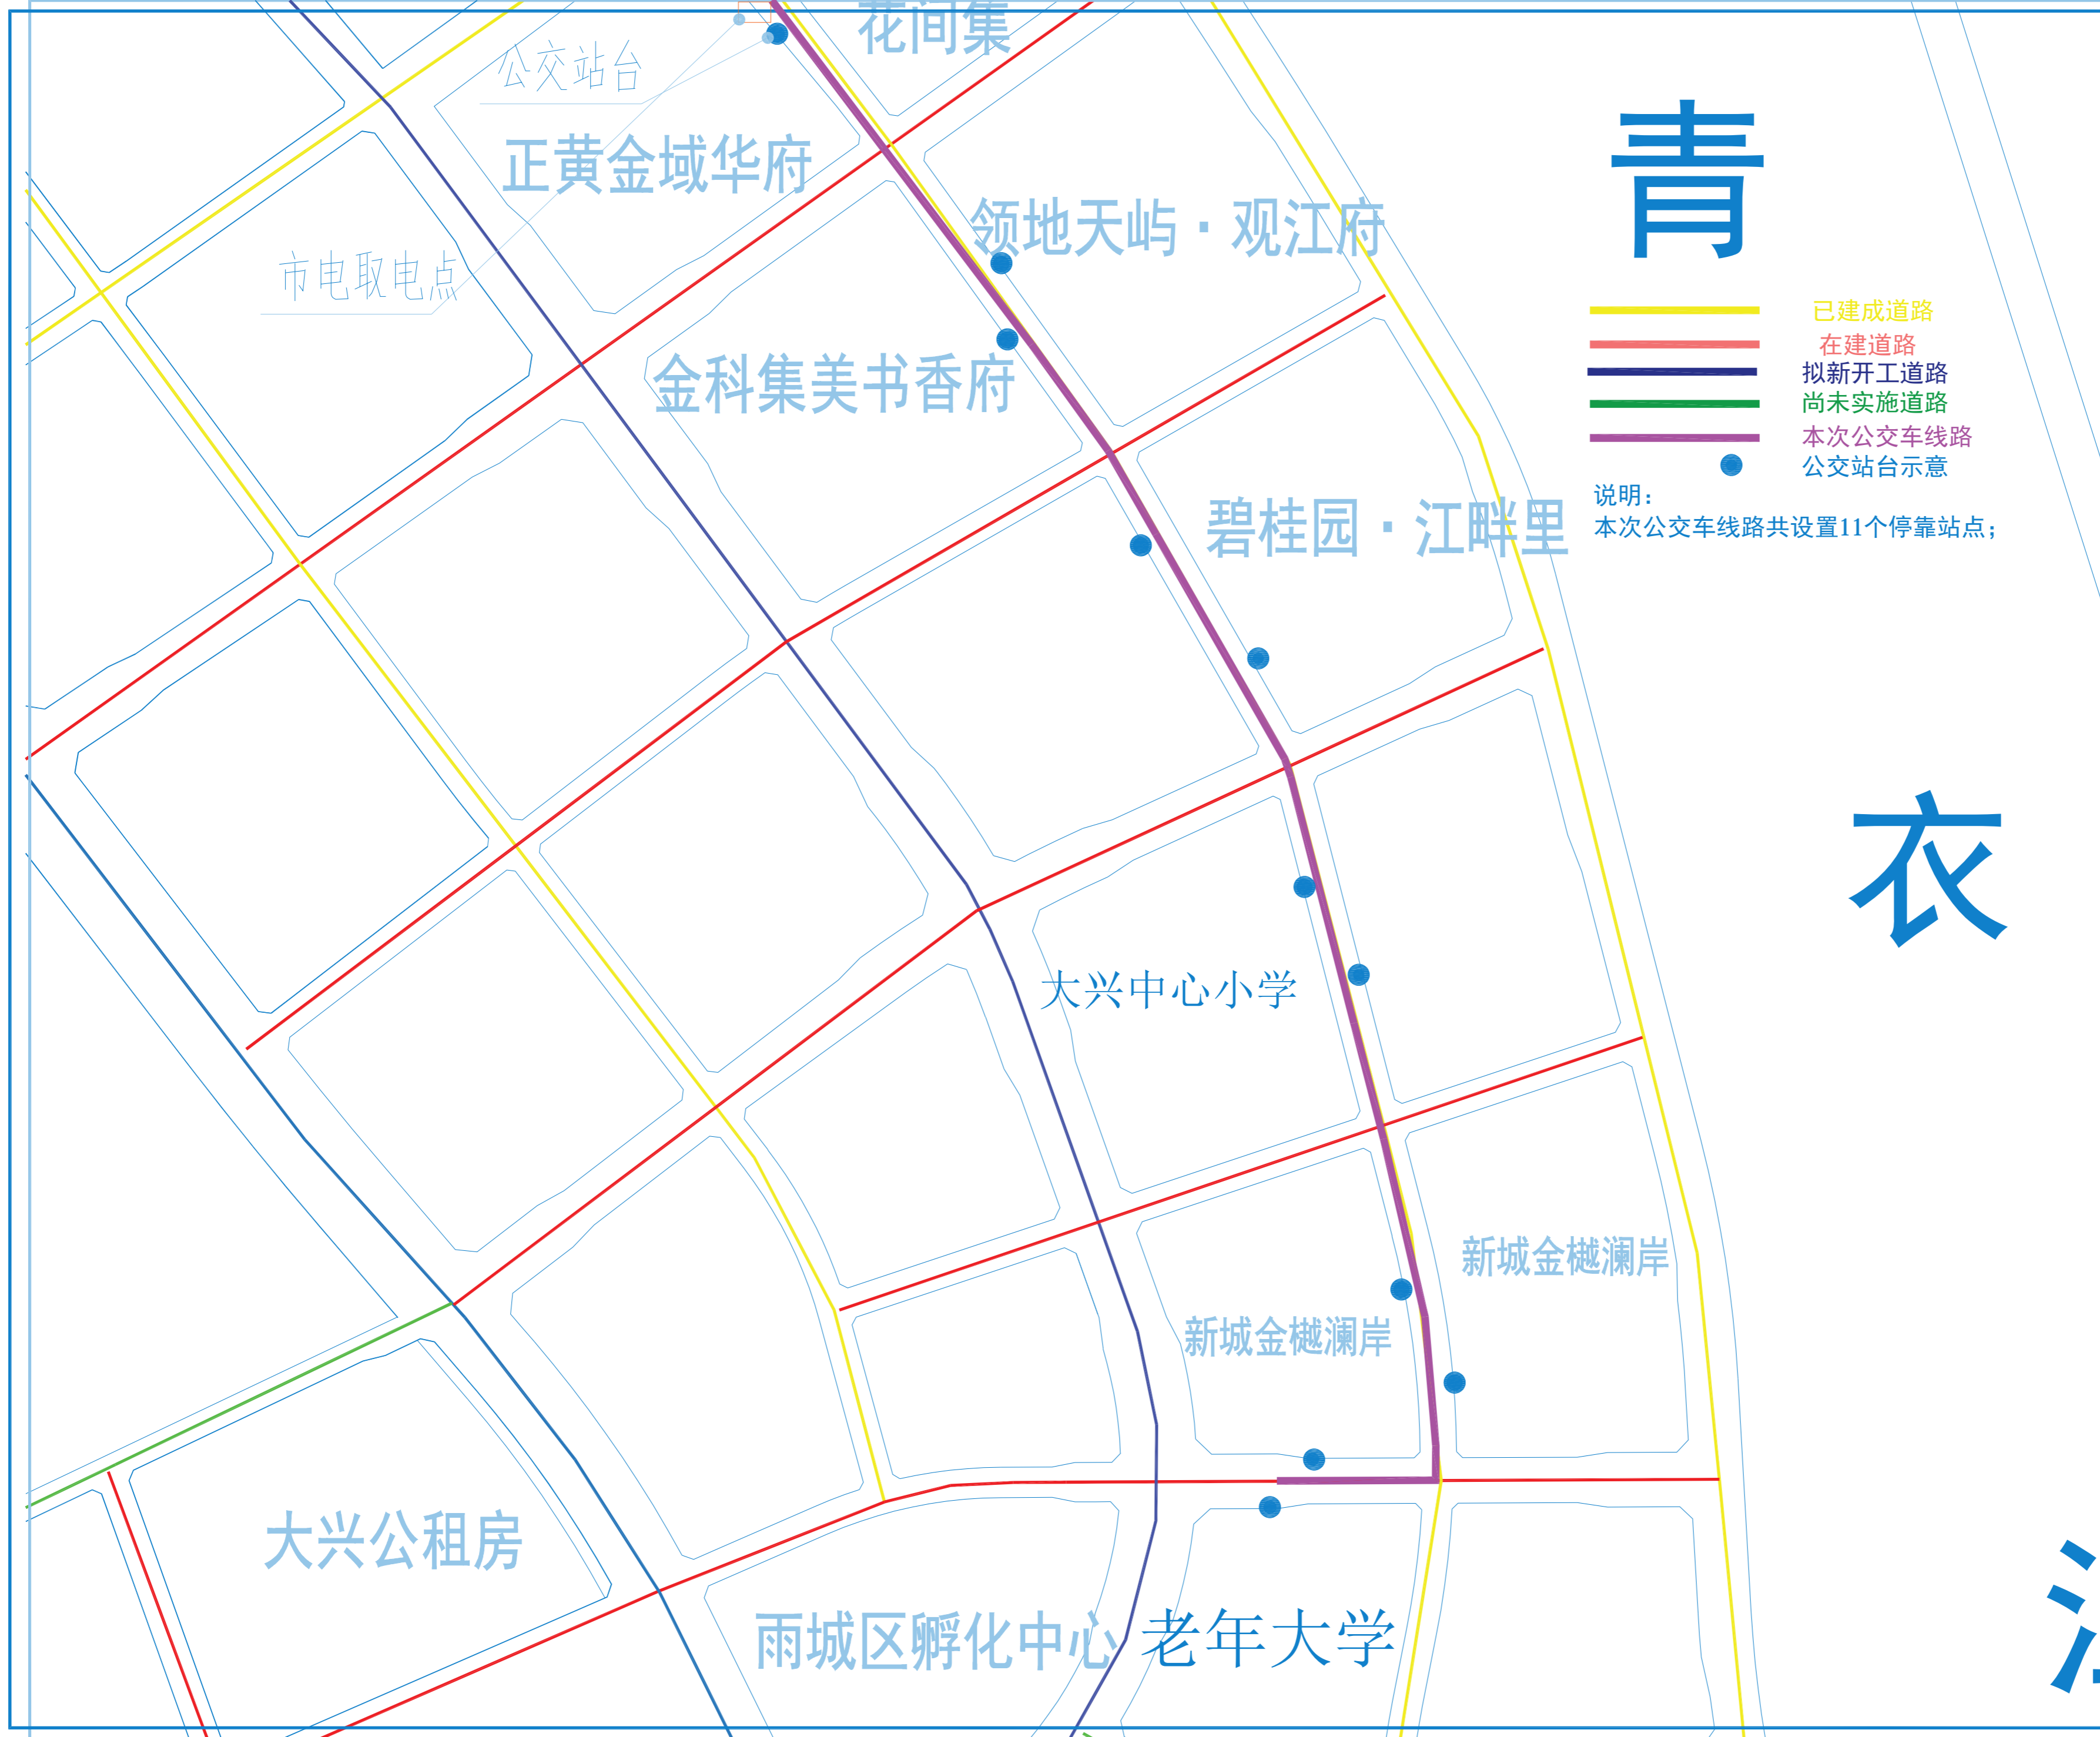 花间集
公交站台
正黄金域华府
青
领地天屿·观江府
市电取电点
已建成道路
在建道路
拟新开工道路
尚未实施道路
本次公交车线路
公交站台示意
说明：
本次公交车线路共设置11个停靠站点；
金科集美书香府
碧桂园·江畔里
衣
大兴中心小学
新城金樾澜岸
新城金樾澜岸
大兴公租房
雨城区孵化中心
老年大学